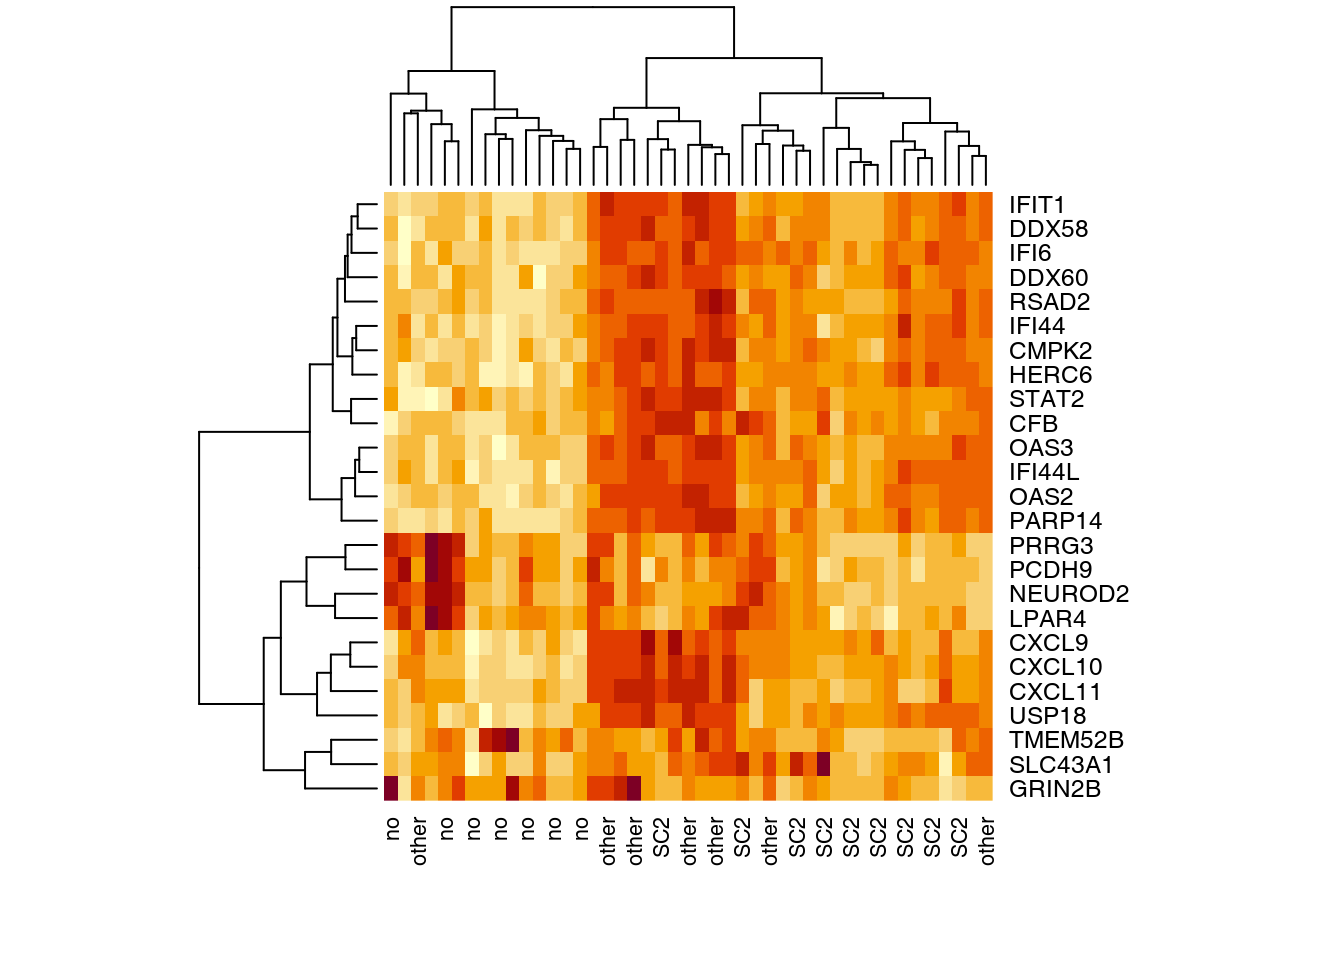 IFIT1
DDX58
IFI6
DDX60
RSAD2
IFI44
CMPK2
HERC6
STAT2
CFB
OAS3
IFI44L
OAS2
PARP14
PRRG3
PCDH9
NEUROD2
LPAR4
CXCL9
CXCL10
CXCL11
USP18
TMEM52B
SLC43A1
GRIN2B
no
other
no
no
no
no
no
no
other
other
SC2
other
other
SC2
other
SC2
SC2
SC2
SC2
SC2
SC2
SC2
other